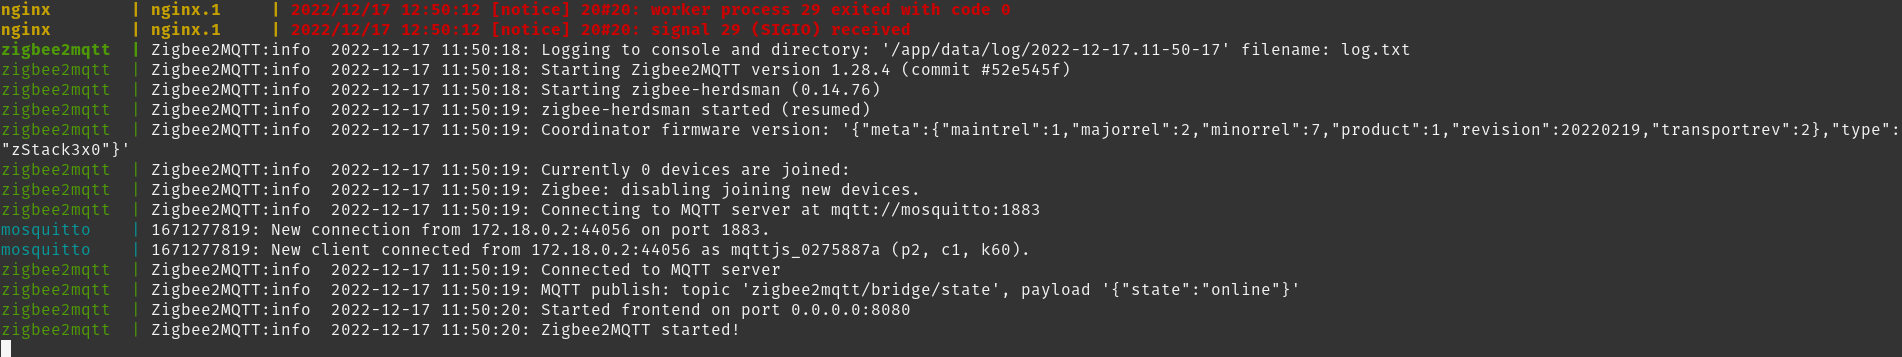 nginx        | nginx.1     | 2022/12/17 12:50:12 [notice] 20#20: worker process 29 exited with code 0
nginx        | nginx.1     | 2022/12/17 12:50:12 [notice] 20#20: signal 29 (SIGIO) received
zigbee2mqtt  | Zigbee2MQTT:info  2022-12-17 11:50:18: Logging to console and directory: '/app/data/log/2022-12-17.11-50-17' filename: log.txt
zigbee2mqtt  | Zigbee2MQTT:info  2022-12-17 11:50:18: Starting Zigbee2MQTT version 1.28.4 (commit #52e545f)
zigbee2mqtt  | Zigbee2MQTT:info  2022-12-17 11:50:18: Starting zigbee-herdsman (0.14.76)
zigbee2mqtt  | Zigbee2MQTT:info  2022-12-17 11:50:19: zigbee-herdsman started (resumed)
zigbee2mqtt  | Zigbee2MQTT:info  2022-12-17 11:50:19: Coordinator firmware version: '{"meta":{"maintrel":1,"majorrel":2,"minorrel":7,"product":1,"revision":20220219,"transportrev":2},"type":
"zStack3x0"}'
zigbee2mqtt  | Zigbee2MQTT:info  2022-12-17 11:50:19: Currently 0 devices are joined:
zigbee2mqtt  | Zigbee2MQTT:info  2022-12-17 11:50:19: Zigbee: disabling joining new devices.
zigbee2mqtt  | Zigbee2MQTT:info  2022-12-17 11:50:19: Connecting to MQTT server at mqtt://mosquitto:1883
mosquitto    | 1671277819: New connection from 172.18.0.2:44056 on port 1883.
mosquitto    | 1671277819: New client connected from 172.18.0.2:44056 as mqttjs_0275887a (p2, c1, k60).
zigbee2mqtt  | Zigbee2MQTT:info  2022-12-17 11:50:19: Connected to MQTT server
zigbee2mqtt  | Zigbee2MQTT:info  2022-12-17 11:50:19: MQTT publish: topic 'zigbee2mqtt/bridge/state', payload '{"state":"online"}'
zigbee2mqtt  | Zigbee2MQTT:info  2022-12-17 11:50:20: Started frontend on port 0.0.0.0:8080
zigbee2mqtt  | Zigbee2MQTT:info  2022-12-17 11:50:20: Zigbee2MQTT started!